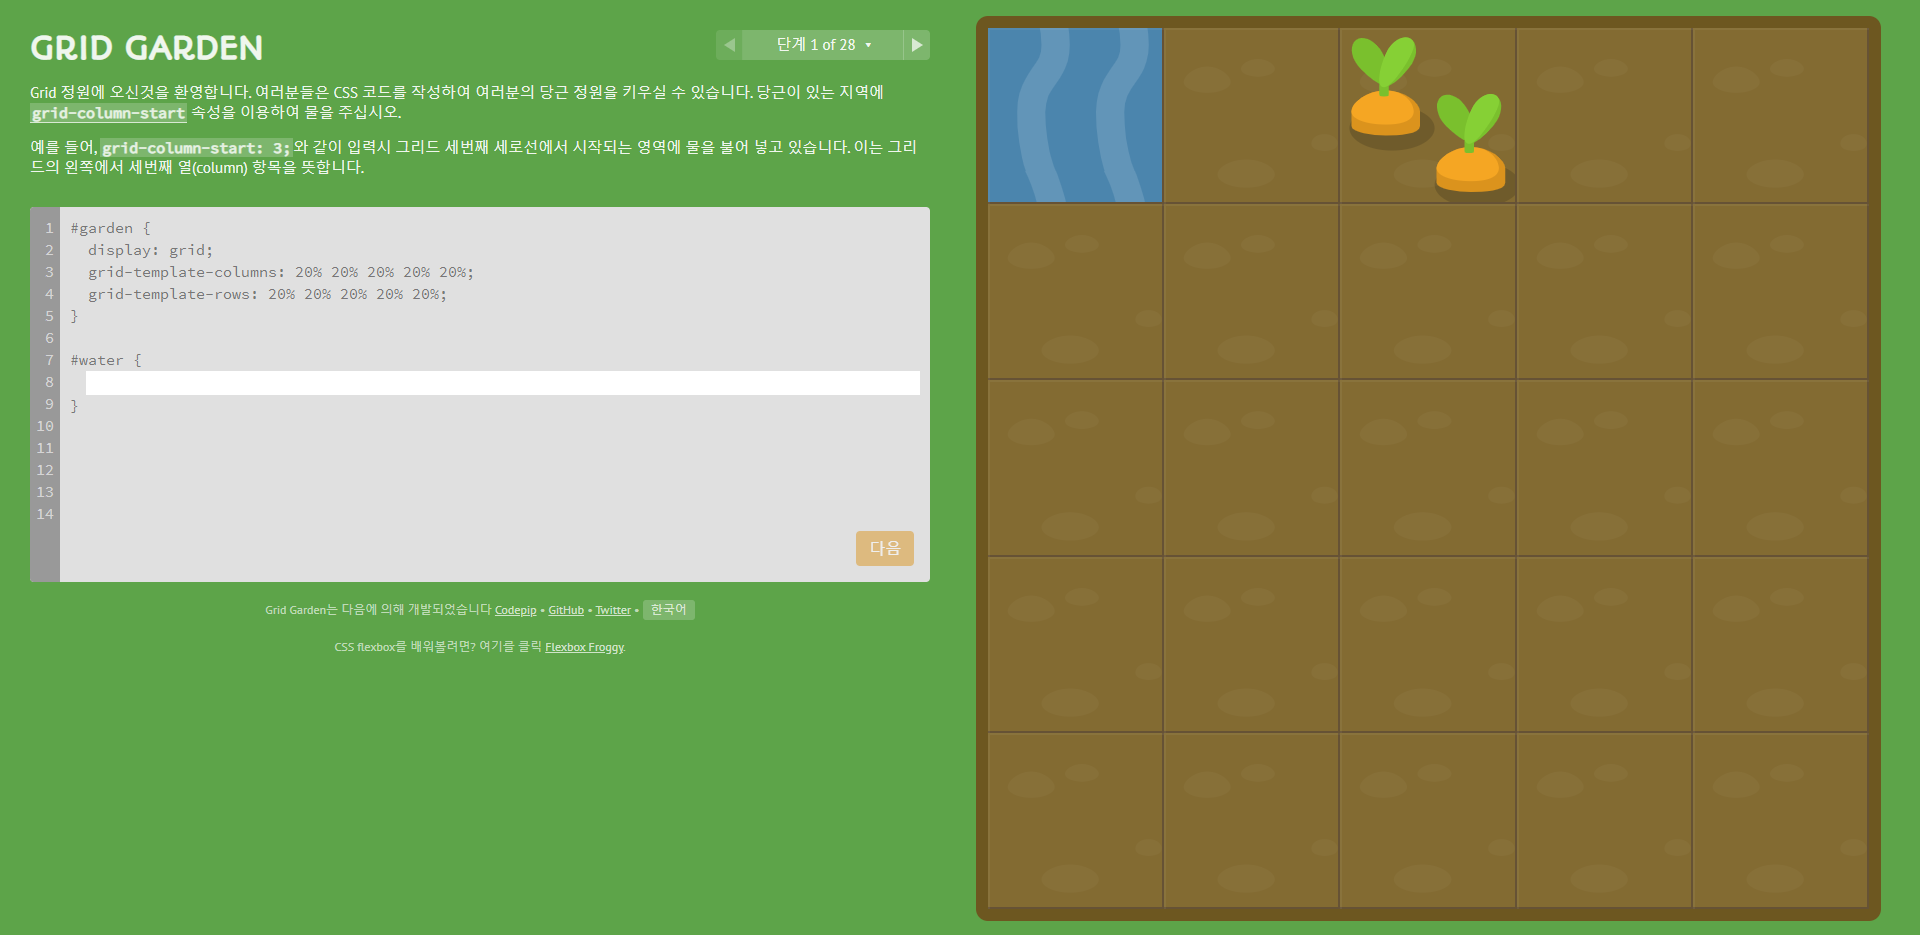 GRID GARDEN
◀ 단계 1 of 28 ▾ ▶
Grid 정원에 오신것을 환영합니다. 여러분들은 CSS 코드를 작성하여 여러분의 당근 정원을 키우실 수 있습니다. 당근이 있는 지역에
grid-column-start 속성을 이용하여 물을 주십시오.
예를 들어, grid-column-start: 3;와 같이 입력시 그리드 세번째 세로선에서 시작되는 영역에 물을 불어 넣고 있습니다. 이는 그리
드의 왼쪽에서 세번째 열(column) 항목을 뜻합니다.
1 #garden {
2 display: grid;
3 grid-template-columns: 20% 20% 20% 20% 20%;
4 grid-template-rows: 20% 20% 20% 20% 20%;
5 }
6
7 #water {
8
9 }
10
11
12
13
14
다음
Grid Garden는 다음에 의해 개발되었습니다 Codepip • GitHub • Twitter • 한국어
CSS flexbox를 배워볼려면? 여기를 클릭 Flexbox Froggy.